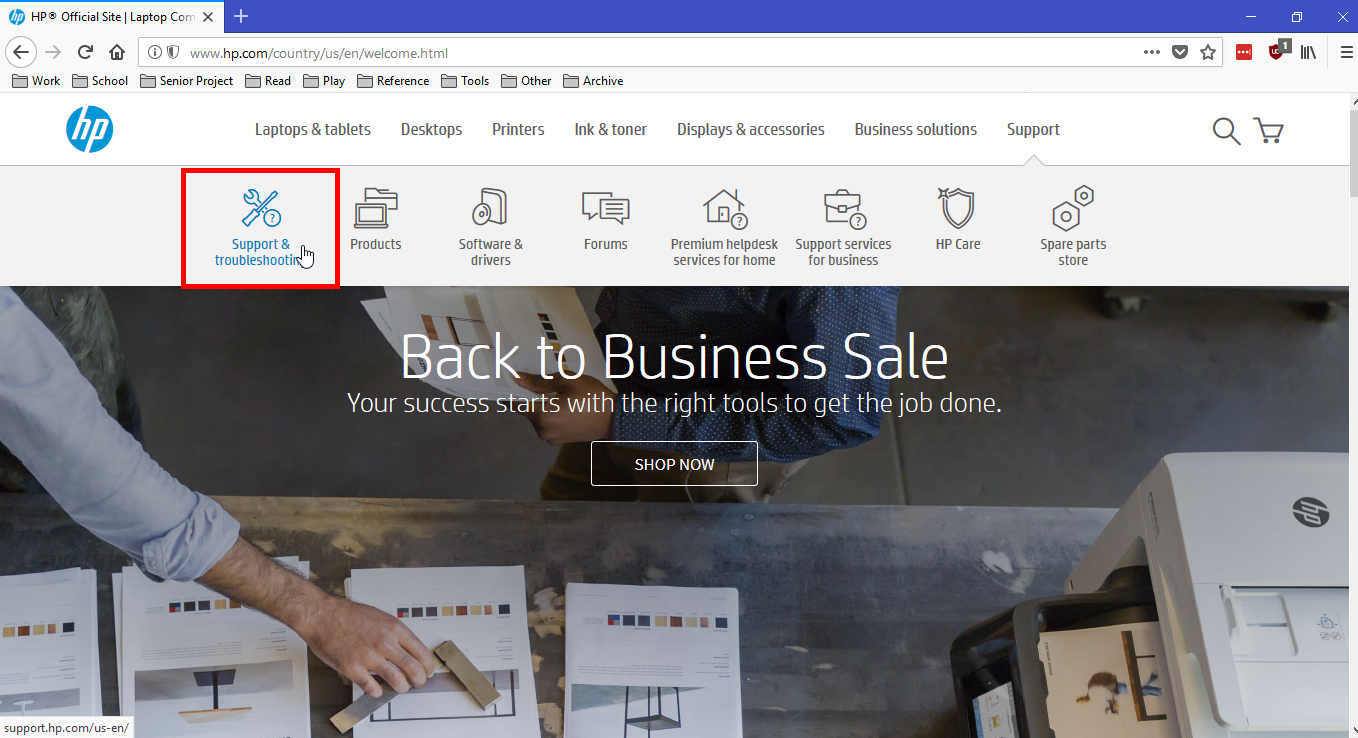 HP® Official Site | Laptop Com
www.hp.com/country/us/en/welcome.html
1
Work School Senior Project Read Play Reference Tools Other Archive
hp
Laptops & tablets Desktops Printers Ink & toner Displays & accessories Business solutions Support
Support & Products Software & Forums Premium helpdesk Support services HP Care Spare parts
drivers services for home for business store
Back to Business Sale
Your success starts with the right tools to get the job done.
SHOP NOW
hp
support.hp.com/us-en/